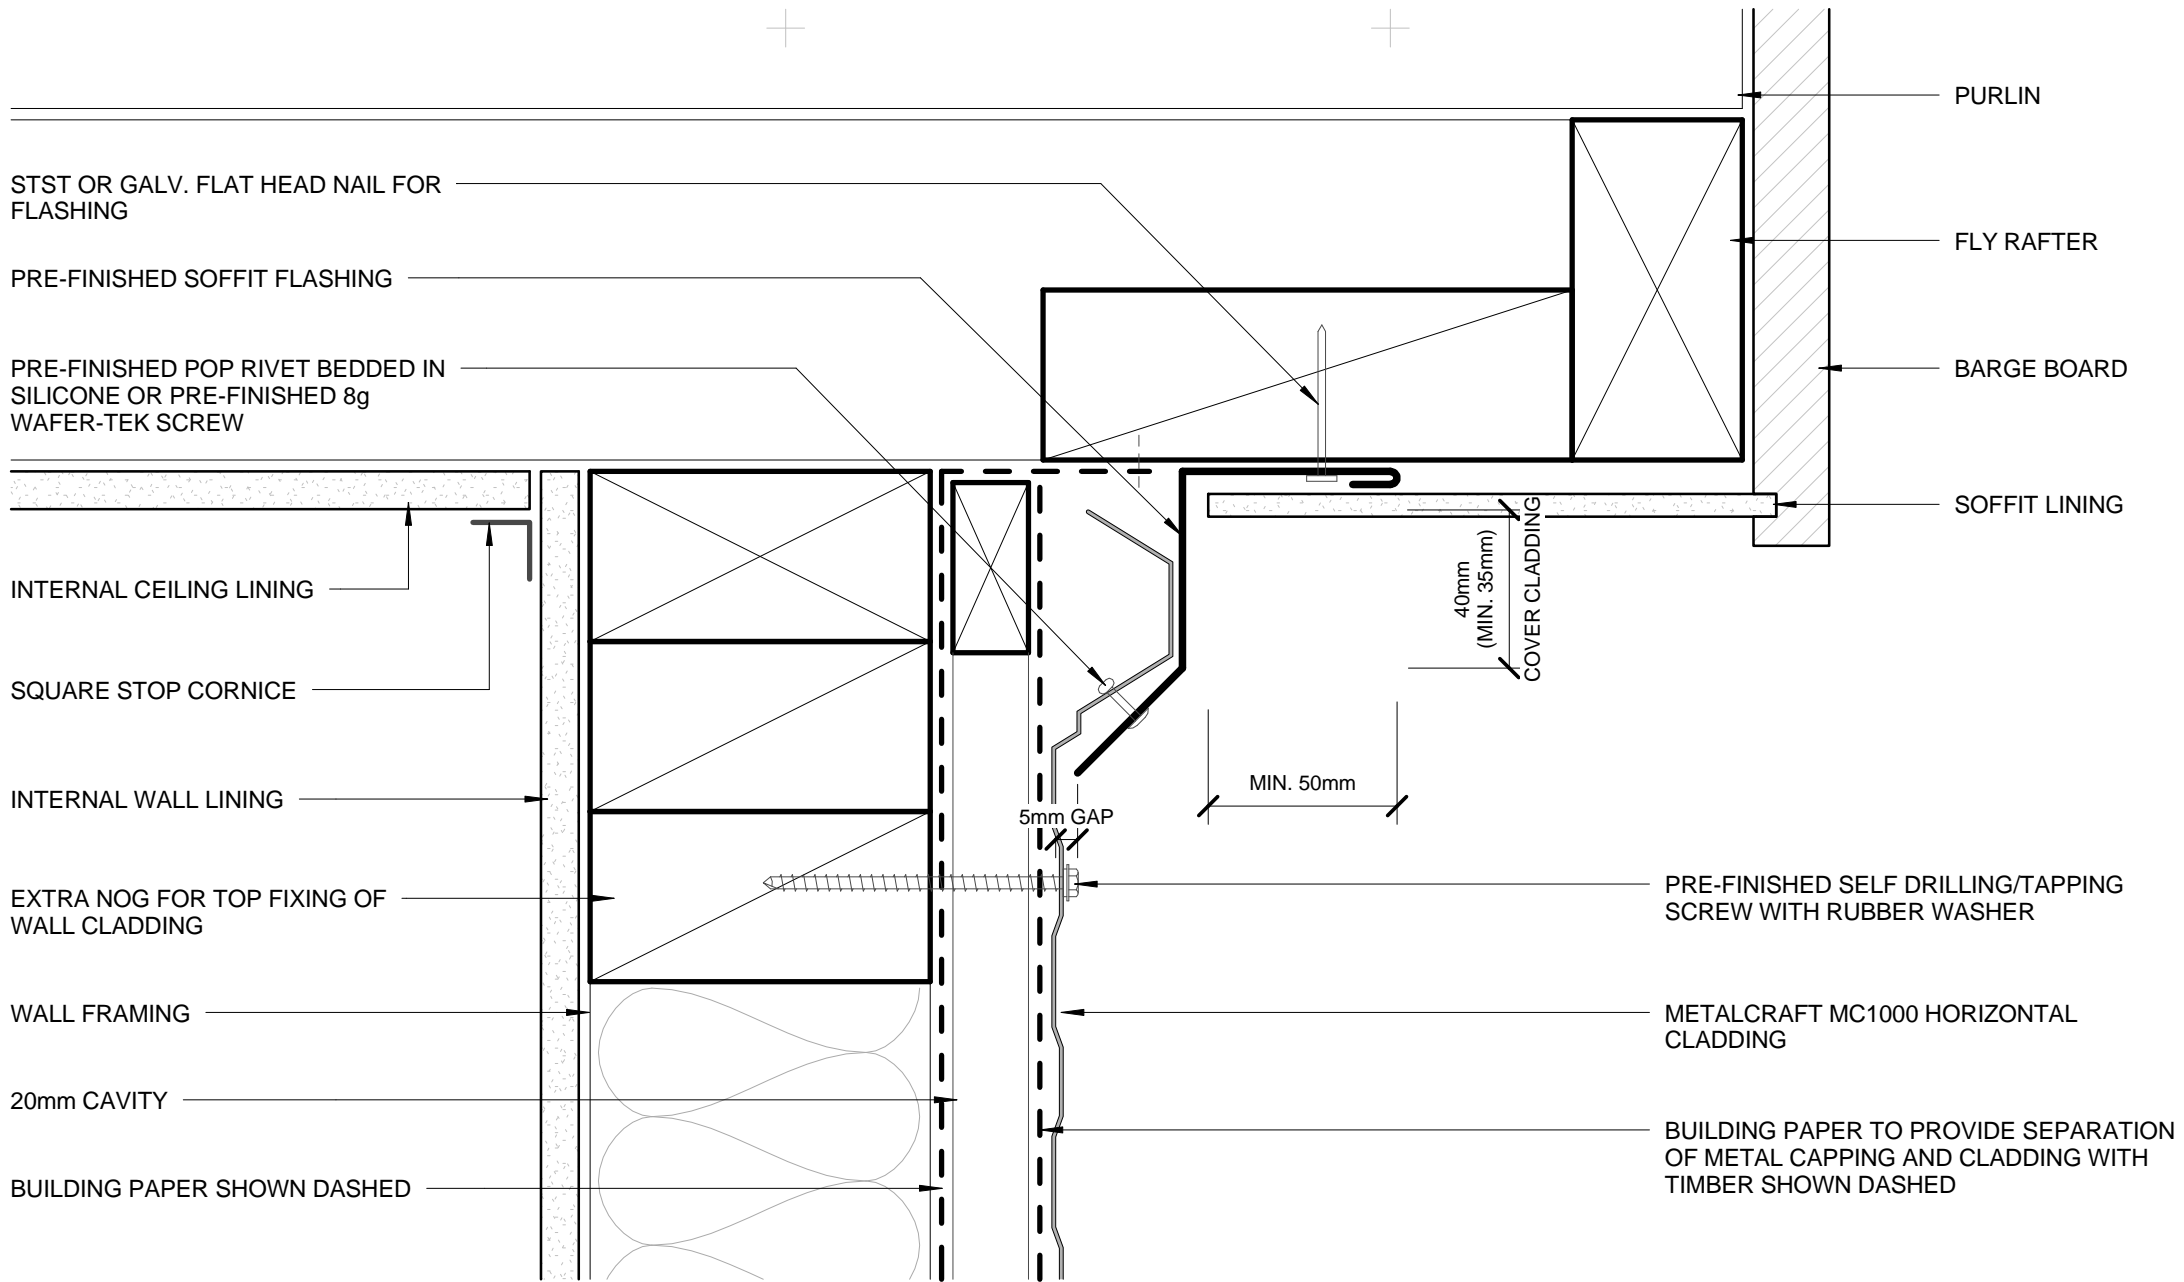 STST OR GALV. FLAT HEAD NAIL FOR
FLASHING
PRE-FINISHED SOFFIT FLASHING
PRE-FINISHED POP RIVET BEDDED IN
SILICONE OR PRE-FINISHED 8g
WAFER-TEK SCREW
INTERNAL CEILING LINING
SQUARE STOP CORNICE
INTERNAL WALL LINING
EXTRA NOG FOR TOP FIXING OF
WALL CLADDING
WALL FRAMING
20mm CAVITY
BUILDING PAPER SHOWN DASHED
5mm GAP
MIN. 50mm
40mm
(MIN. 35mm)
COVER CLADDING
PURLIN
FLY RAFTER
BARGE BOARD
SOFFIT LINING
PRE-FINISHED SELF DRILLING/TAPPING
SCREW WITH RUBBER WASHER
METALCRAFT MC1000 HORIZONTAL
CLADDING
BUILDING PAPER TO PROVIDE SEPARATION
OF METAL CAPPING AND CLADDING WITH
TIMBER SHOWN DASHED